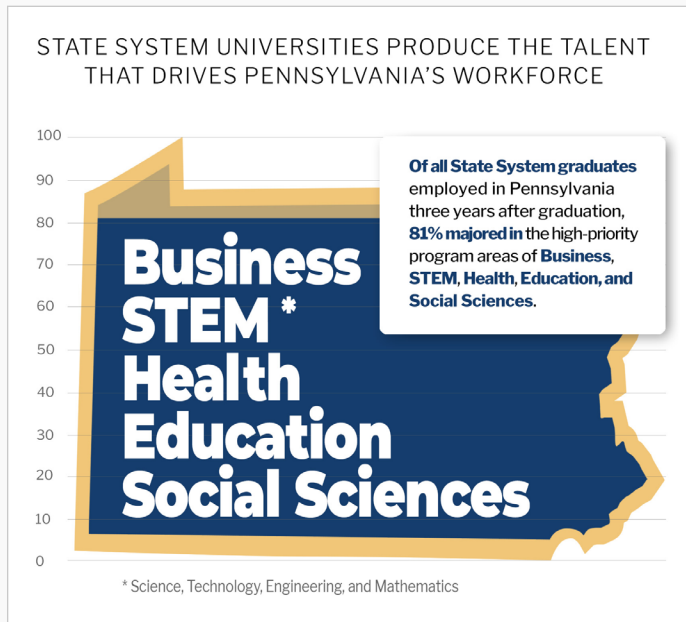 STATE SYSTEM UNIVERSITIES PRODUCE THE TALENT
THAT DRIVES PENNSYLVANIA'S WORKFORCE
100
90
80
70
60
50
40
30
20
10
0
Of all State System graduates
employed in Pennsylvania
three years after graduation,
81% majored in the high-priority
program areas of Business,
STEM, Health, Education, and
Social Sciences.
Business
STEM *
Health
Education
Social Sciences
* Science, Technology, Engineering, and Mathematics